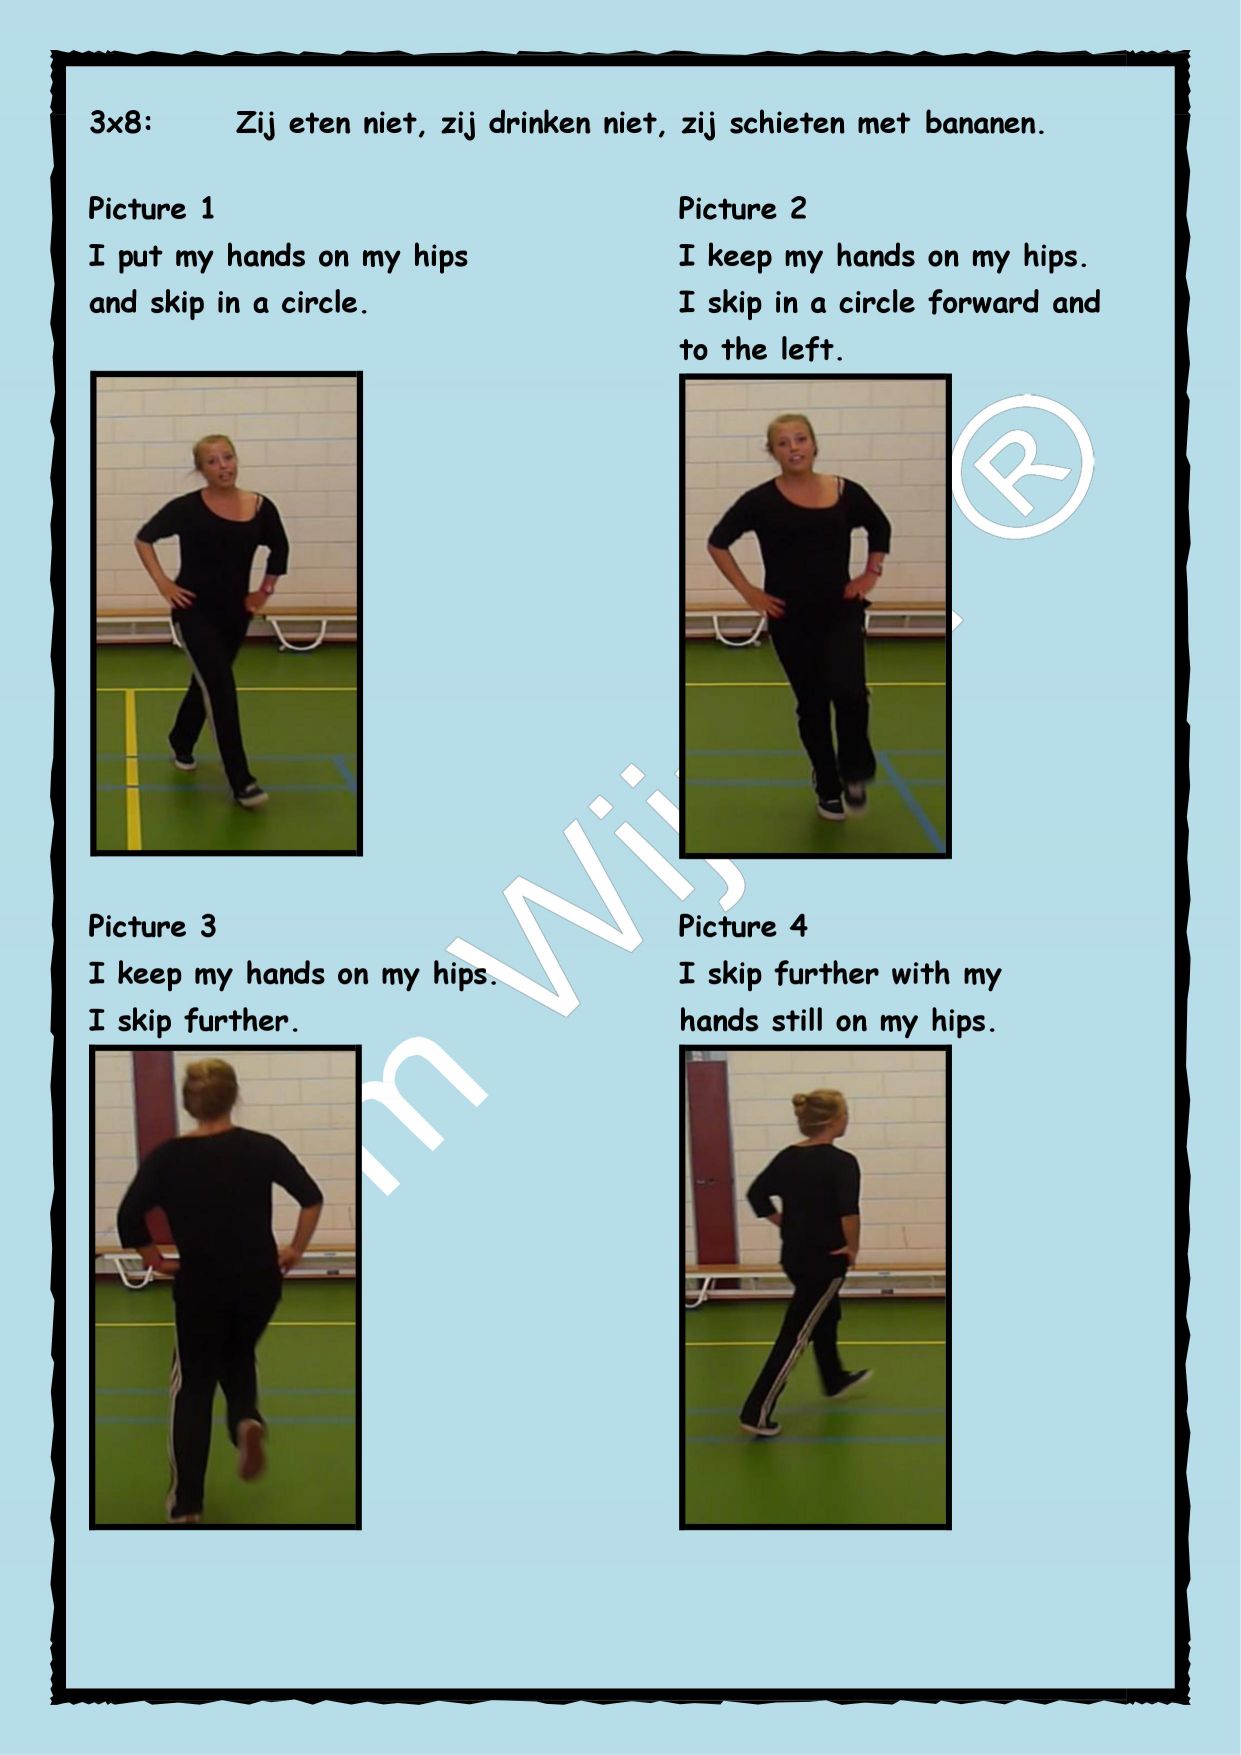 3x8: Zij eten niet, zij drinken niet, zij schieten met bananen.
Picture 1
I put my hands on my hips
and skip in a circle.
Picture 2
I keep my hands on my hips.
I skip in a circle forward and
to the left.
Picture 3
I keep my hands on my hips.
I skip further.
Picture 4
I skip further with my
hands still on my hips.
®